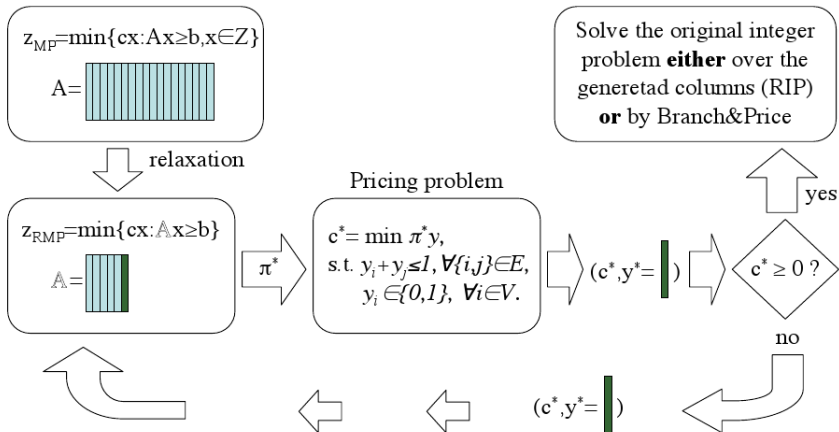 z_MP=min{cx:Ax≥b,x∈Z}
A=
relaxation
z_RMP=min{cx:𝔸x≥b}
𝔸=
π*
Pricing problem
c*= min π*y,
s.t. y_i+y_j≤1,∀{i,j}∈E,
y_i∈{0,1}, ∀i∈V.
(c*,y*= )
c* ≥ 0 ?
yes
Solve the original integer
problem either over the
generetad columns (RIP)
or by Branch&Price
no
(c*,y*= )